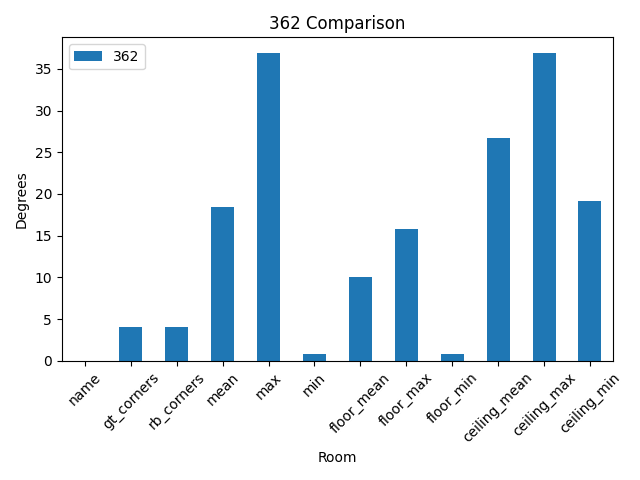 362 Comparison
362
Degrees
35
30
25
20
15
10
5
0
name
gt_corners
rb_corners
mean
max
min
floor_mean
floor_max
floor_min
ceiling_mean
ceiling_max
ceiling_min
Room